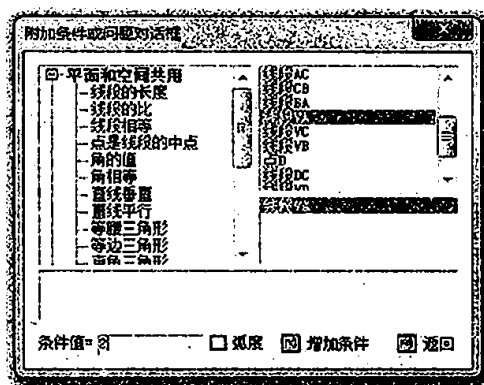 附加条件或问题对话框
平面和空间共用
线段的长度
线段的比
线段相等
点是线段的中点
角的值
角相等
直线垂直
直线平行
等腰三角形
等边三角形
直角三角形
线段AC
线段CB
线段BA
线段VC
线段VB
点D
线段DC
条件值=
弧度
增加条件
返回